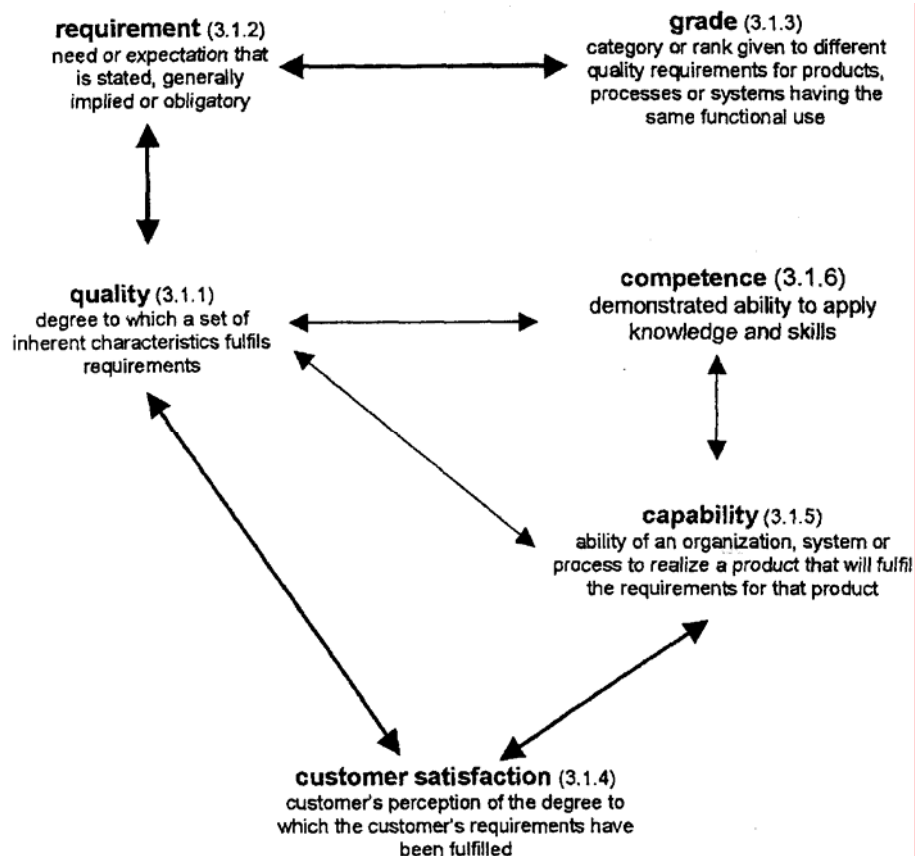 requirement (3.1.2)
need or expectation that
is stated, generally
implied or obligatory
grade (3.1.3)
category or rank given to different
quality requirements for products,
processes or systems having the
same functional use
quality (3.1.1)
degree to which a set of
inherent characteristics fulfils
requirements
competence (3.1.6)
demonstrated ability to apply
knowledge and skills
capability (3.1.5)
ability of an organization, system or
process to realize a product that will fulfil
the requirements for that product
customer satisfaction (3.1.4)
customer's perception of the degree to
which the customer's requirements have
been fulfilled